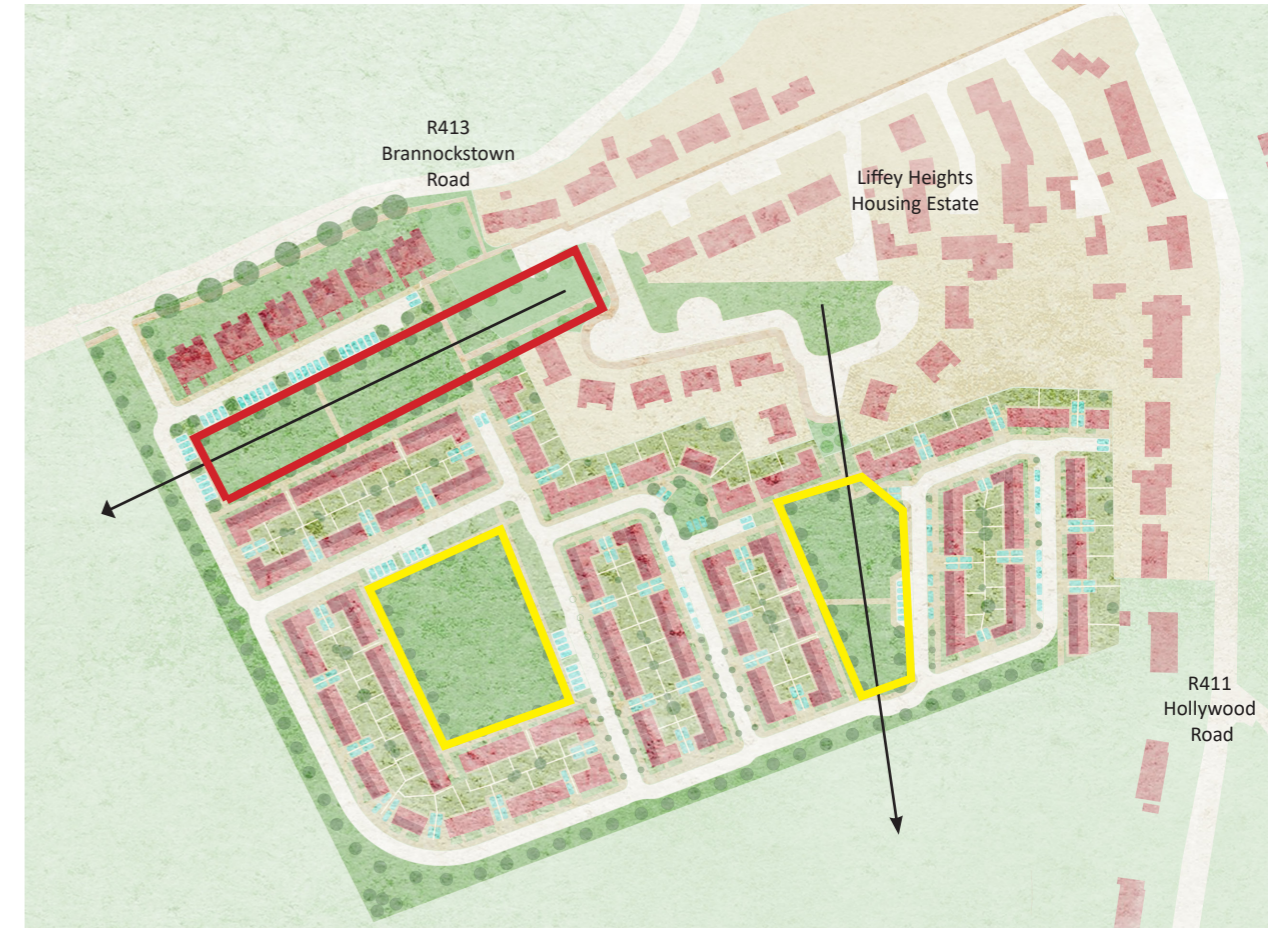 R413
Brannockstown
Road
Liffey Heights
Housing Estate
R411
Hollywood
Road